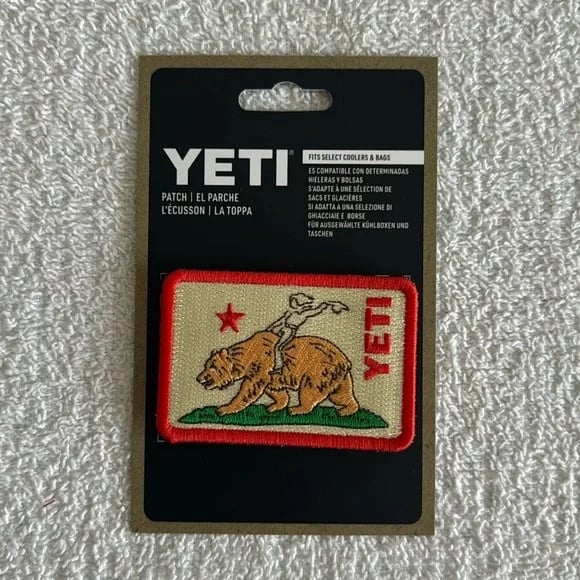 YETI®
PATCH | EL PARCHE
L'ÉCUSSON | LA TOPPA
FITS SELECT COOLERS & BAGS
ES COMPATIBLE CON DETERMINADAS
HIELERAS Y BOLSAS
S'ADAPTE À UNE SÉLECTION DE
SACS ET GLACIÈRES
SI ADATTA A UNA SELEZIONE DI
GHIACCIAIE E BORSE
FÜR AUSGEWÄHLTE KÜHLBOXEN UND
TASCHEN
YETI